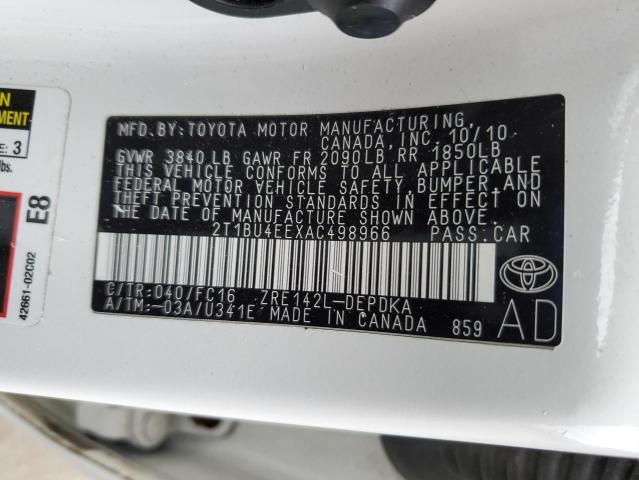 N
EMENT
E: 3
lbs.
E8
42661-02C02
MFD. BY: TOYOTA MOTOR MANUFACTURING,
CANADA, INC. 10/10
GVWR 3840 LB GAWR FR 2090LB RR 1850LB
THIS VEHICLE CONFORMS TO ALL APPLICABLE
FEDERAL MOTOR VEHICLE SAFETY, BUMPER, AND
THEFT PREVENTION STANDARDS IN EFFECT ON
THE DATE OF MANUFACTURE SHOWN ABOVE.
2T1BU4EEXAC498966 PASS.CAR
C/TR:040/FC16 ZRE142L-DEPDKA
A/TM:-03A/U341E MADE IN CANADA 859
AD